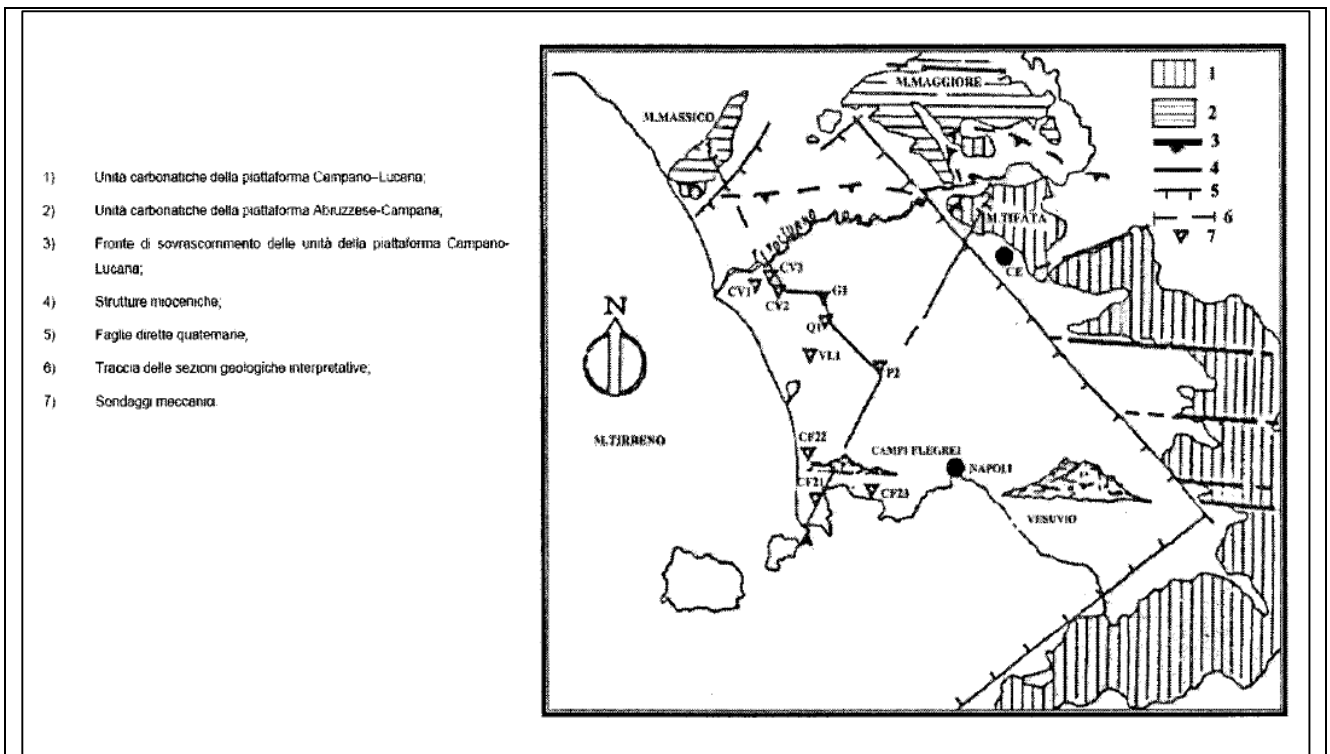 1) Unità carbonatiche della piattaforma Campano–Lucana;
2) Unità carbonatiche della piattaforma Abruzzese-Campana;
3) Fronte di sovrascorrimento delle unità della piattaforma Campano-
Lucana;
4) Strutture mioceniche;
5) Faglie dirette quaternarie,
6) Traccia delle sezioni geologiche interpretative;
7) Sondaggi meccanici.
M.MAGGIORE
1
M.MASSICO
2
3
4
5
6
M.TIFATA
7
CE
CV3
CV1
CV2
G1
Q1
VL1
P2
N
M.TIRRENO
CF22
CAMPI FLEGREI
NAPOLI
CF21
CF23
VESUVIO